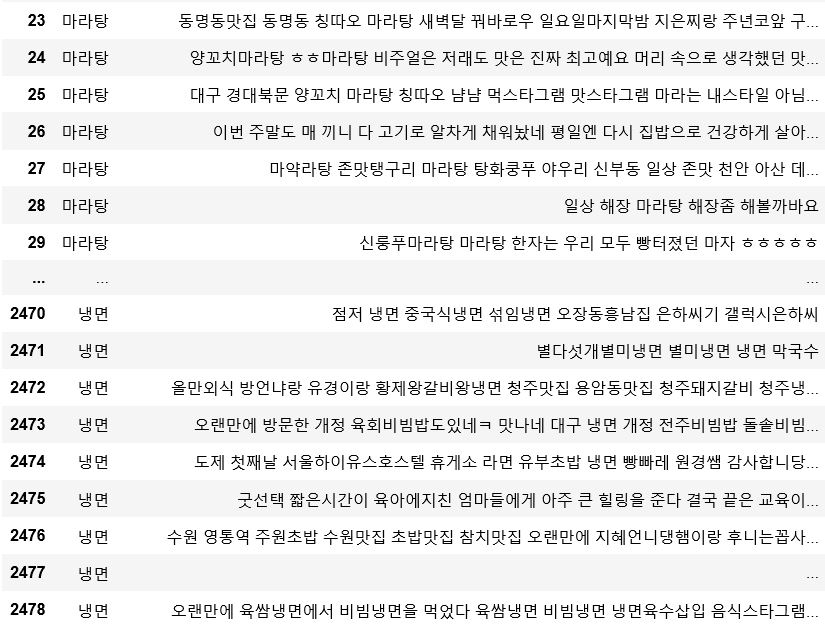 23 마라탕 동명동맛집 동명동 칭따오 마라탕 새벽달 꿔바로우 일요일마지막밤 지은찌랑 주년코앞 구...
24 마라탕 양꼬치마라탕 ㅎㅎ마라탕 비주얼은 저래도 맛은 진짜 최고예요 머리 속으로 생각했던 맛...
25 마라탕 대구 경대북문 양꼬치 마라탕 칭따오 냠냠 먹스타그램 맛스타그램 마라는 내스타일 아님...
26 마라탕 이번 주말도 매 끼니 다 고기로 알차게 채워놨네 평일엔 다시 집밥으로 건강하게 살아...
27 마라탕 마약라탕 존맛탱구리 마라탕 탕화쿵푸 야우리 신부동 일상 존맛 천안 아산 데...
28 마라탕 일상 해장 마라탕 해장좀 해볼까바요
29 마라탕 신룽푸마라탕 마라탕 한자는 우리 모두 빵터졌던 마자 ㅎㅎㅎㅎㅎ
... ... ...
2470 냉면 점저 냉면 중국식냉면 섞임냉면 오장동흥남집 은하씨기 갤럭시은하씨
2471 냉면 별다섯개별미냉면 별미냉면 냉면 막국수
2472 냉면 올만외식 방언냐랑 유경이랑 황제왕갈비왕냉면 청주맛집 용암동맛집 청주돼지갈비 청주냉...
2473 냉면 오랜만에 방문한 개정 육회비빔밥도있네ㅋ 맛나네 대구 냉면 개정 전주비빔밥 돌솥비빔...
2474 냉면 도제 첫째날 서울하이유스호스텔 휴게소 라면 유부초밥 냉면 빵빠레 원경쌤 감사합니당...
2475 냉면 굿선택 짧은시간이 육아에지친 엄마들에게 아주 큰 힐링을 준다 결국 끝은 교육이...
2476 냉면 수원 영통역 주원초밥 수원맛집 초밥맛집 참치맛집 오랜만에 지혜언니댕햄이랑 후니는꼽사...
2477 냉면 ...
2478 냉면 오랜만에 육쌈냉면에서 비빔냉면을 먹었다 육쌈냉면 비빔냉면 냉면육수삽입 음식스타그램...